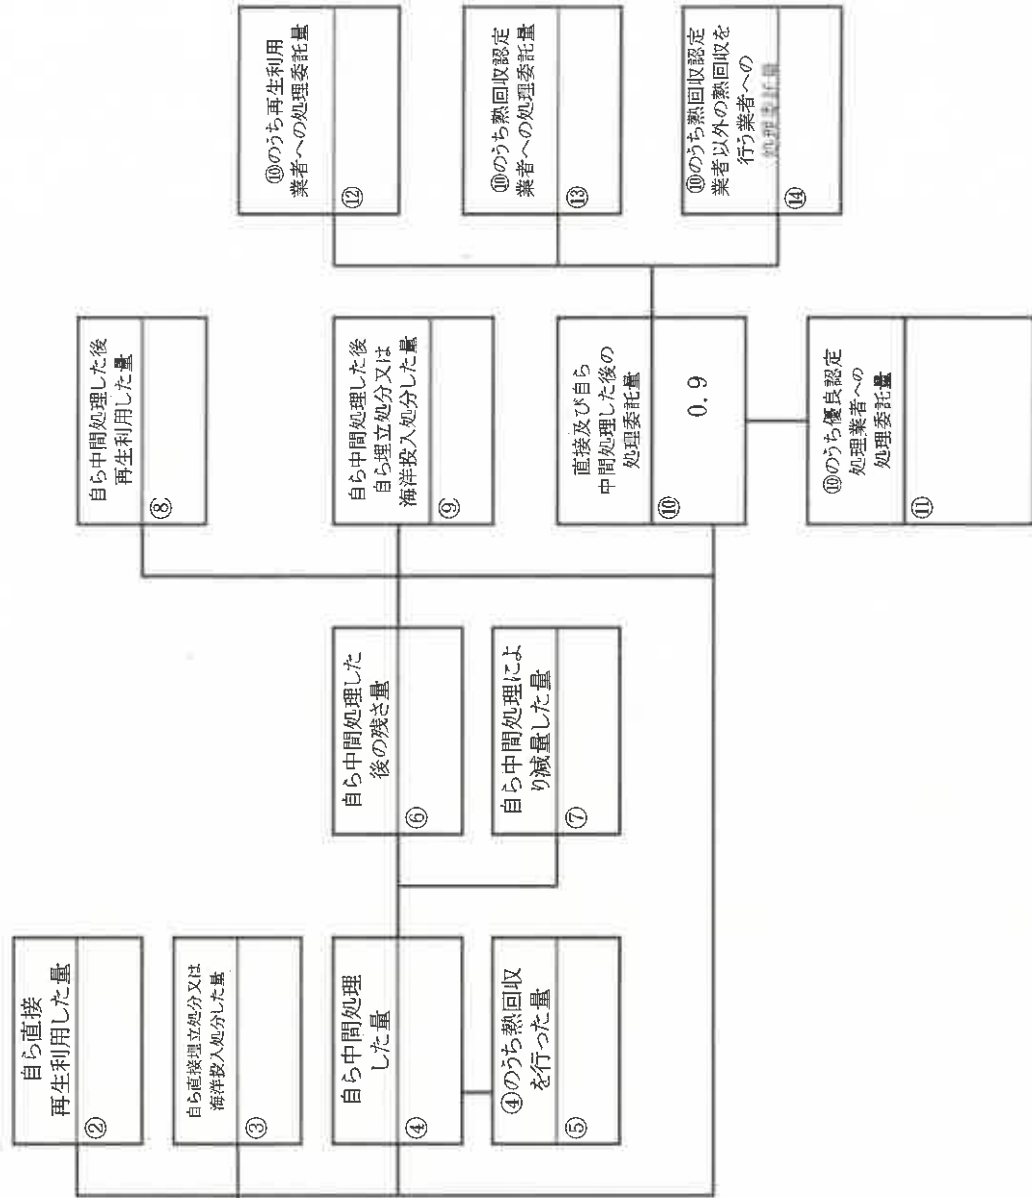 自ら直接
再生利用した量
②
自ら直接埋立処分又は
海洋投入処分した量
③
自ら中間処理
した量
④
④のうち熱回収
を行った量
⑤
自ら中間処理した
後の残さ量
⑥
自ら中間処理によ
り減量した量
⑦
自ら中間処理した後
再生利用した量
⑧
自ら中間処理した後
自ら埋立処分又は
海洋投入処分した量
⑨
直接及び自ら
中間処理した後の
処理委託量
⑩
0.9
⑩のうち優良認定
処理業者への
処理委託量
⑪
⑩のうち再生利用
業者への処理委託量
⑫
⑩のうち熱回収認定
業者への処理委託量
⑬
⑩のうち熱回収認定
業者以外の熱回収を
行う業者への
処理委託量
⑭